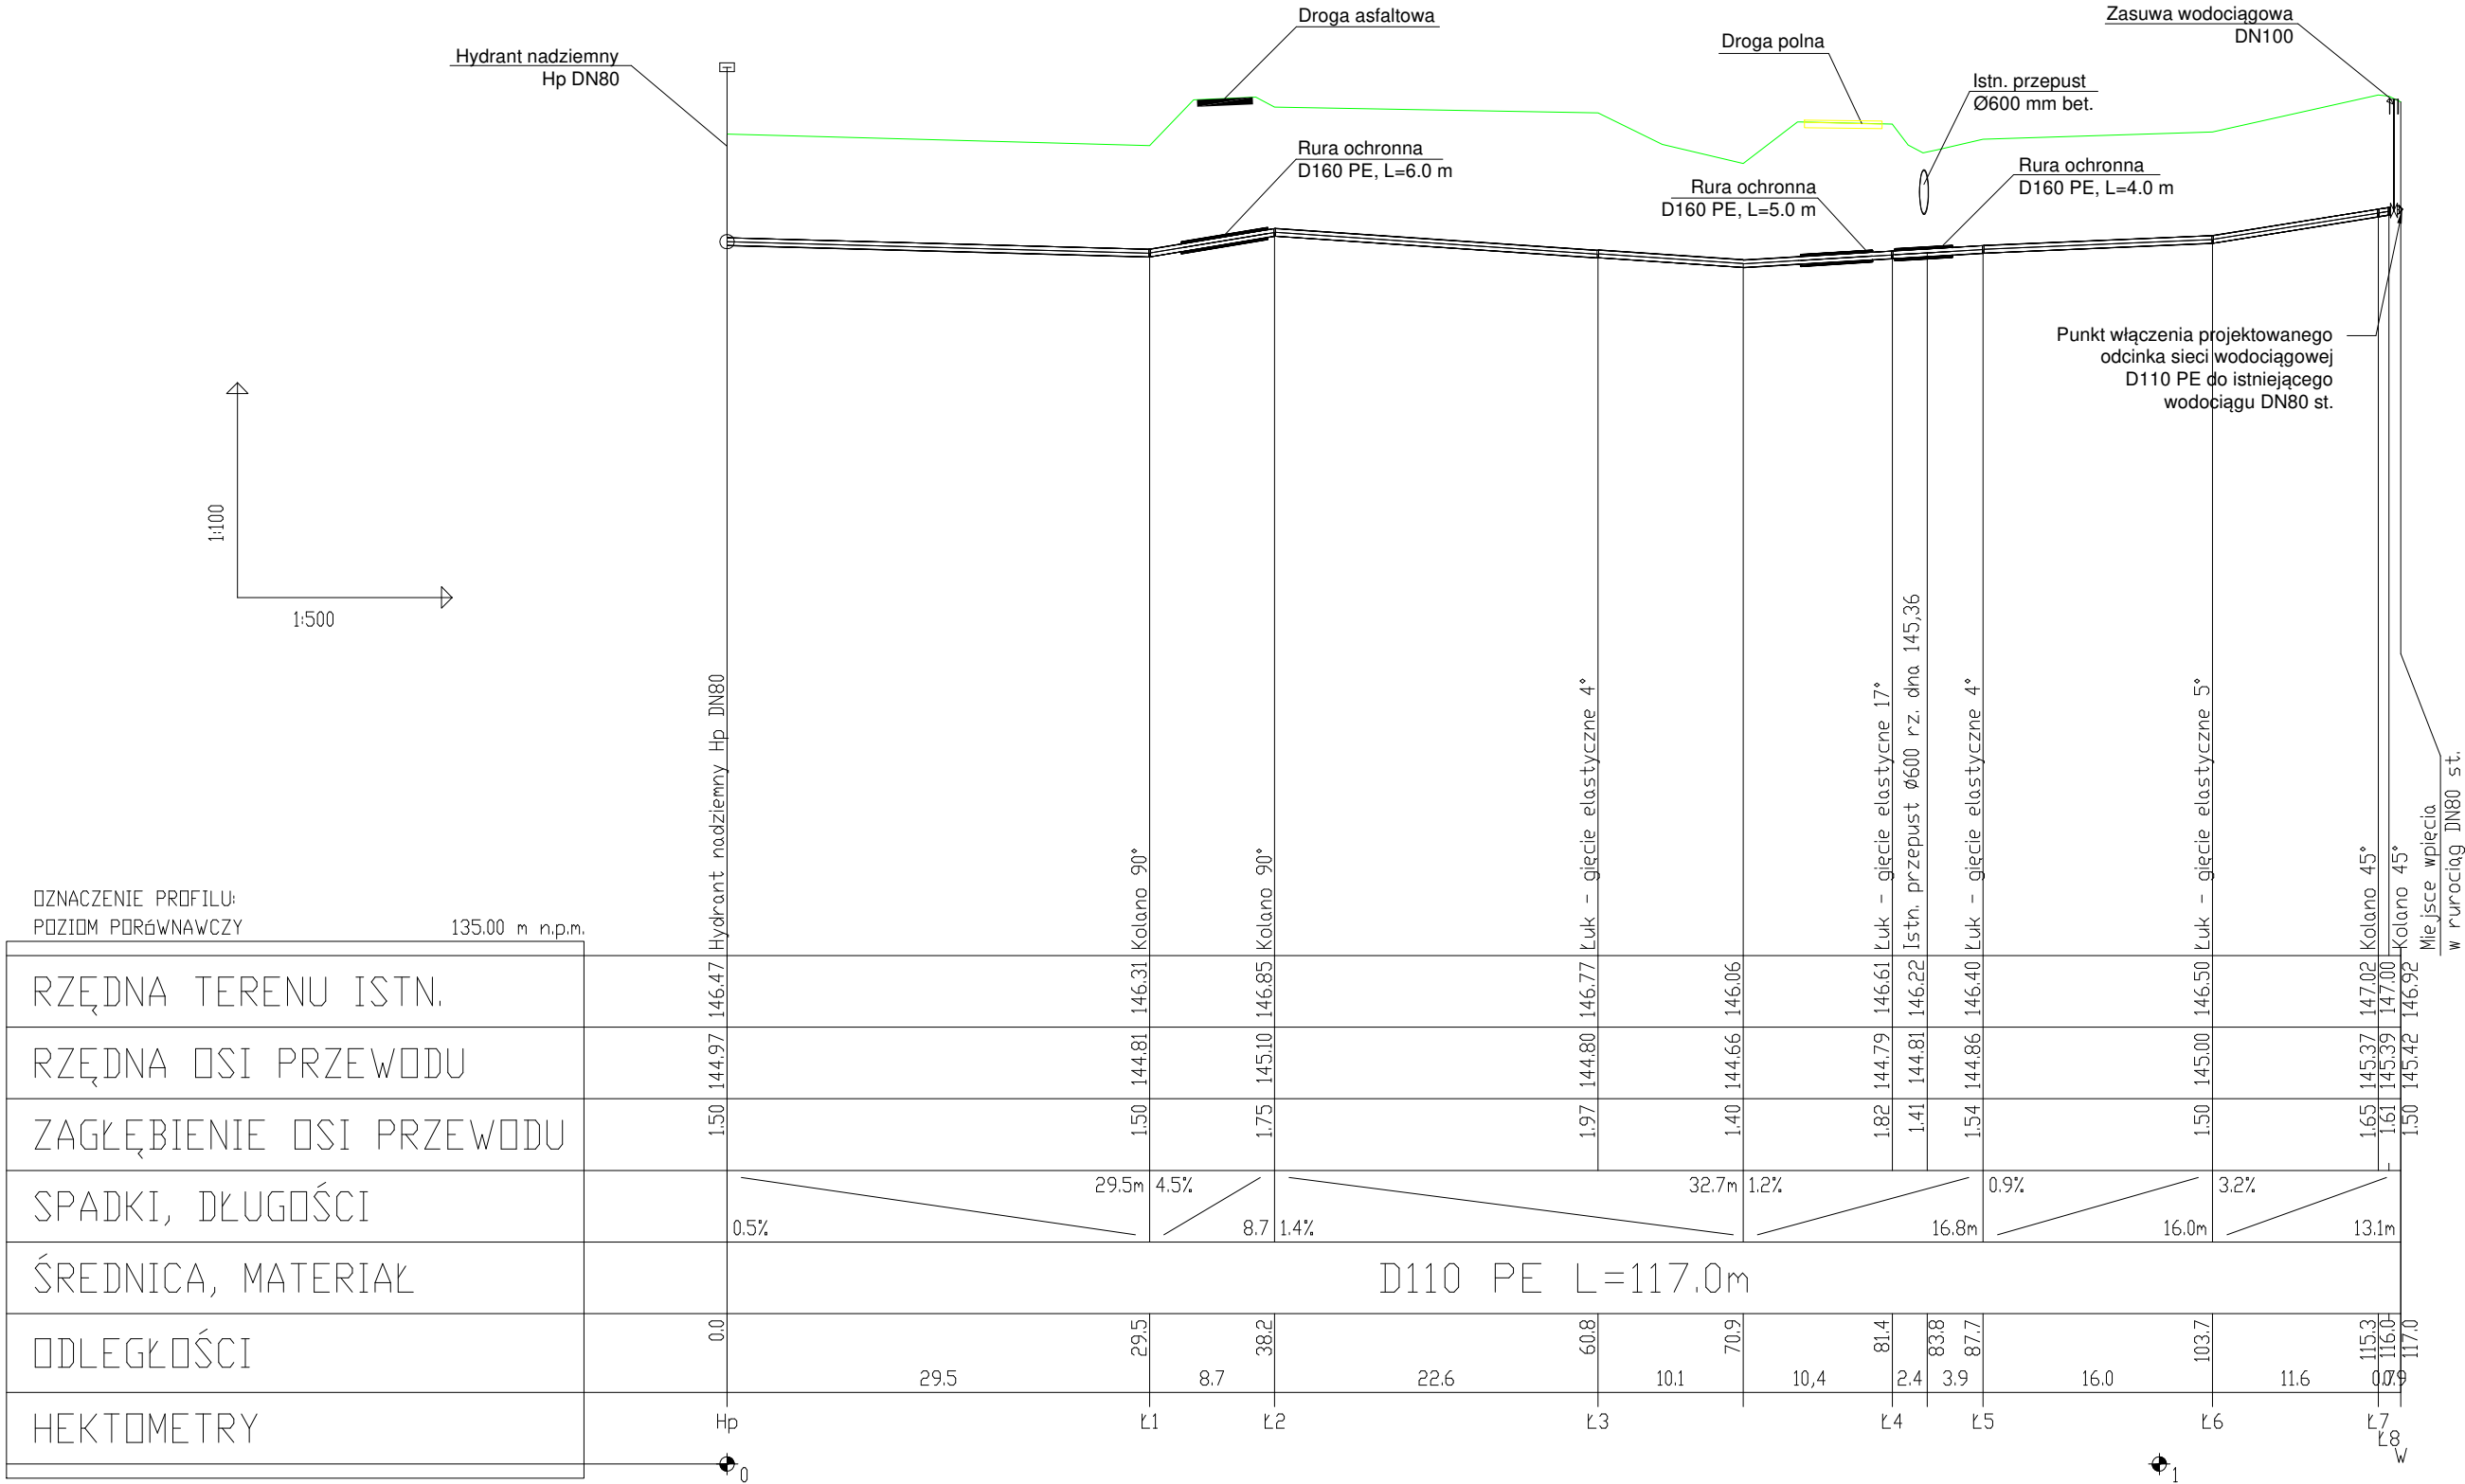 Droga asfaltowa
Zasuwa wodociągowa
DN100
Hydrant nadziemny
Hp DN80
Droga polna
Istn. przepust
Ø600 mm bet.
Rura ochronna
D160 PE, L=6.0 m
Rura ochronna
D160 PE, L=5.0 m
Rura ochronna
D160 PE, L=4.0 m
Punkt włączenia projektowanego
odcinka sieci wodociągowej
D110 PE do istniejącego
wodociągu DN80 st.
1:100
1:500
Hydrant nadziemny Hp DN80
Kolano 90°
Kolano 90°
Łuk - gięcie elastyczne 4°
Łuk - gięcie elastycne 17°
Istn. przepust Ø600 rz. dna 145,36
Łuk - gięcie elastyczne 4°
Łuk - gięcie elastyczne 5°
Kolano 45°
Kolano 45°
Miejsce wpięcia
w rurociąg DN80 st.
OZNACZENIE PROFILU:
POZIOM PORóWNAWCZY 135.00 m n.p.m.
RZĘDNA TERENU ISTN. 146.47 146.31 146.85 146.77 146.06 146.61 146.22 146.40 146.50 147.02 147.00 146.92
RZĘDNA OSI PRZEWODU 144.97 144.81 145.10 144.80 144.66 144.79 144.81 144.86 145.00 145.37 145.39 145.42
ZAGŁĘBIENIE OSI PRZEWODU 1.50 1.50 1.75 1.97 1.40 1.82 1.41 1.54 1.50 1.65 1.61 1.50
SPADKI, DŁUGOŚCI
29.5m 4.5% 32.7m 1.2% 0.9% 3.2%
0.5% 8.7 1.4% 16.8m 16.0m 13.1m
ŚREDNICA, MATERIAŁ D110 PE L=117.0m
ODLEGŁOŚCI 0.0 29.5 38.2 60.8 70.9 81.4 83.8 87.7 103.7 115.3 116.0 117.0
29.5 8.7 22.6 10.1 10,4 2.4 3.9 16.0 11.6 0.7 0.9
HEKTOMETRY
Hp Ł1 Ł2 Ł3 Ł4 Ł5 Ł6 Ł7
Ł8
W
0 1